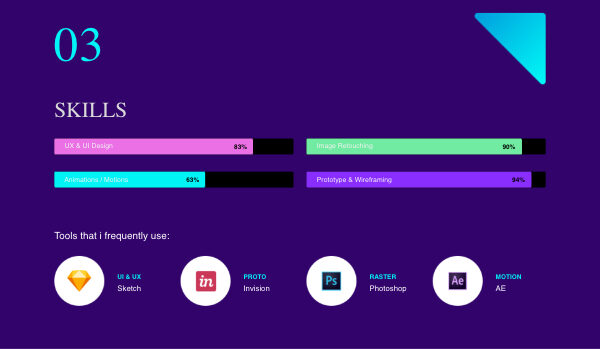 03
SKILLS
UX & UI Design 83%
Image Retouching 90%
Animations / Motions 63%
Prototype & Wireframing 94%
Tools that i frequently use:
UI & UX
Sketch
in
PROTO
Invision
Ps
RASTER
Photoshop
Ae
MOTION
AE